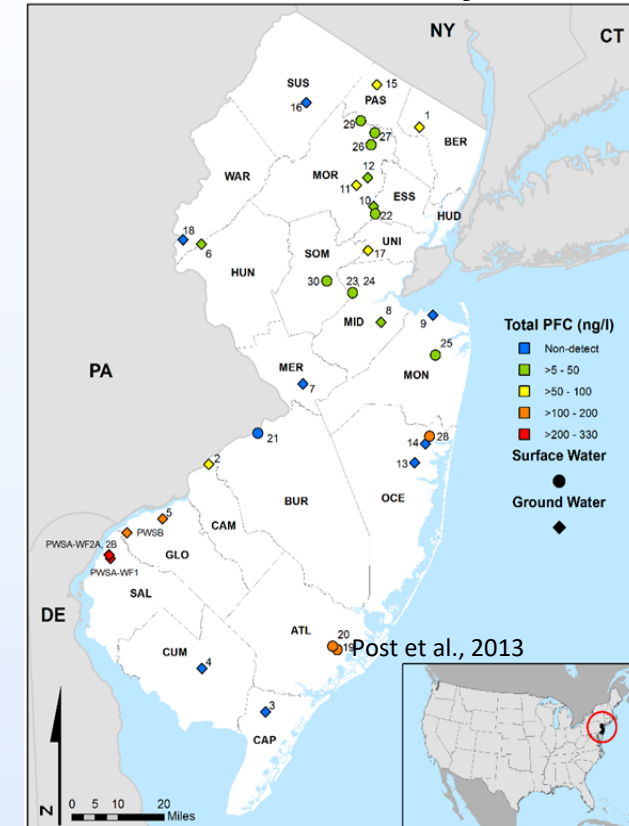 NY
CT
SUS
16
15
PAS
1
29
27
26
BER
12
MOR
11
WAR
ESS
10
22
HUD
18
6
UNI
17
SOM
HUN
30
23, 24
8
MID
9
Total PFC (ng/l)
Non-detect
>5 - 50
>50 - 100
>100 - 200
>200 - 330
Surface Water
Ground Water
25
PA
MER
7
MON
21
14
28
13
2
BUR
OCE
5
CAM
PWSB
PWSA-WF2A, 2B
GLO
PWSA-WF1
SAL
DE
ATL
20
19
Post et al., 2013
CUM
4
3
CAP
N
0 5 10 20
Miles